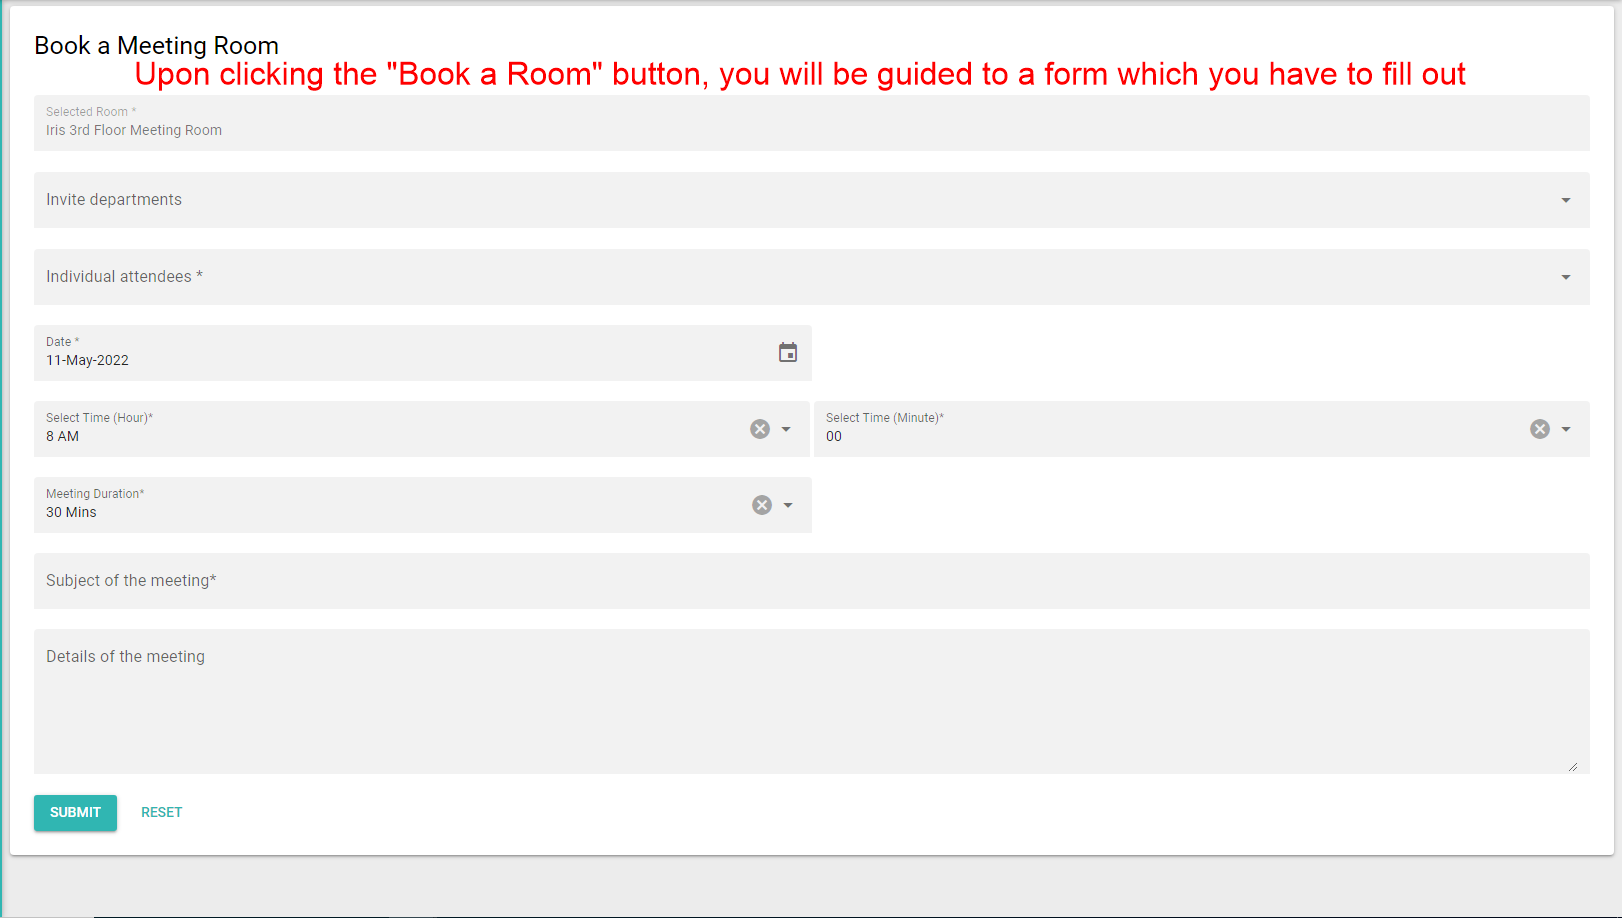 Book a Meeting Room
Upon clicking the "Book a Room" button, you will be guided to a form which you have to fill out
Selected Room *
Iris 3rd Floor Meeting Room
Invite departments
Individual attendees *
Date *
11-May-2022
Select Time (Hour)*
8 AM
Select Time (Minute)*
00
Meeting Duration*
30 Mins
Subject of the meeting*
Details of the meeting
SUBMIT
RESET